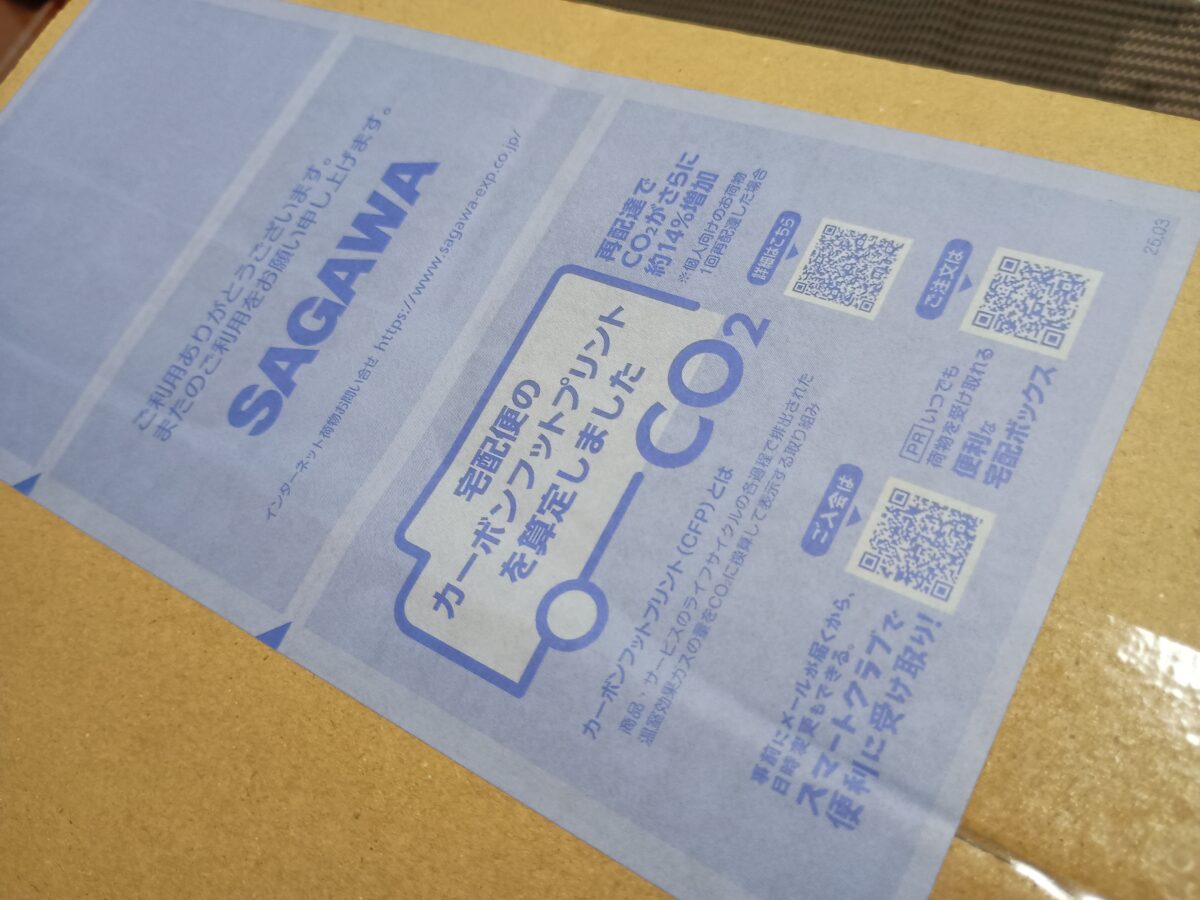 ご利用ありがとうございます。
またのご利用をお願い申し上げます。
SAGAWA
インターネット荷物お問い合せ https://www.sagawa-exp.co.jp/
宅配便の
カーボンフットプリント
を算定しました
CO2
再配達で
CO2がさらに
約14%増加
※個人向けのお荷物
1回再配達した場合
詳細はこちら
カーボンフットプリント(CFP)とは
商品・サービスのライフサイクルの各過程で排出された
温室効果ガスの量をCO2に換算して表示する取り組み
事前にメールが届くから、
日時変更もできる。
スマートクラブで
便利に受け取り!
ご入会は
PR いつでも
荷物を受け取れる
便利な
宅配ボックス
ご注文は
25.03